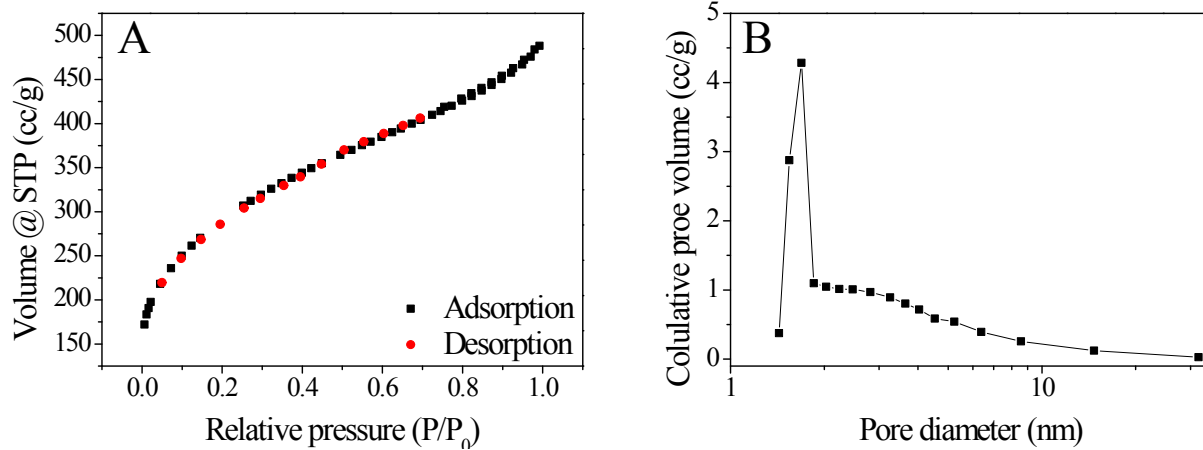 A
500
450
400
350
300
250
200
150
Volume @ STP (cc/g)
Adsorption
Desorption
0.0 0.2 0.4 0.6 0.8 1.0
Relative pressure (P/P0)
B
5
4
3
2
1
0
Colulative proe volume (cc/g)
1 10
Pore diameter (nm)